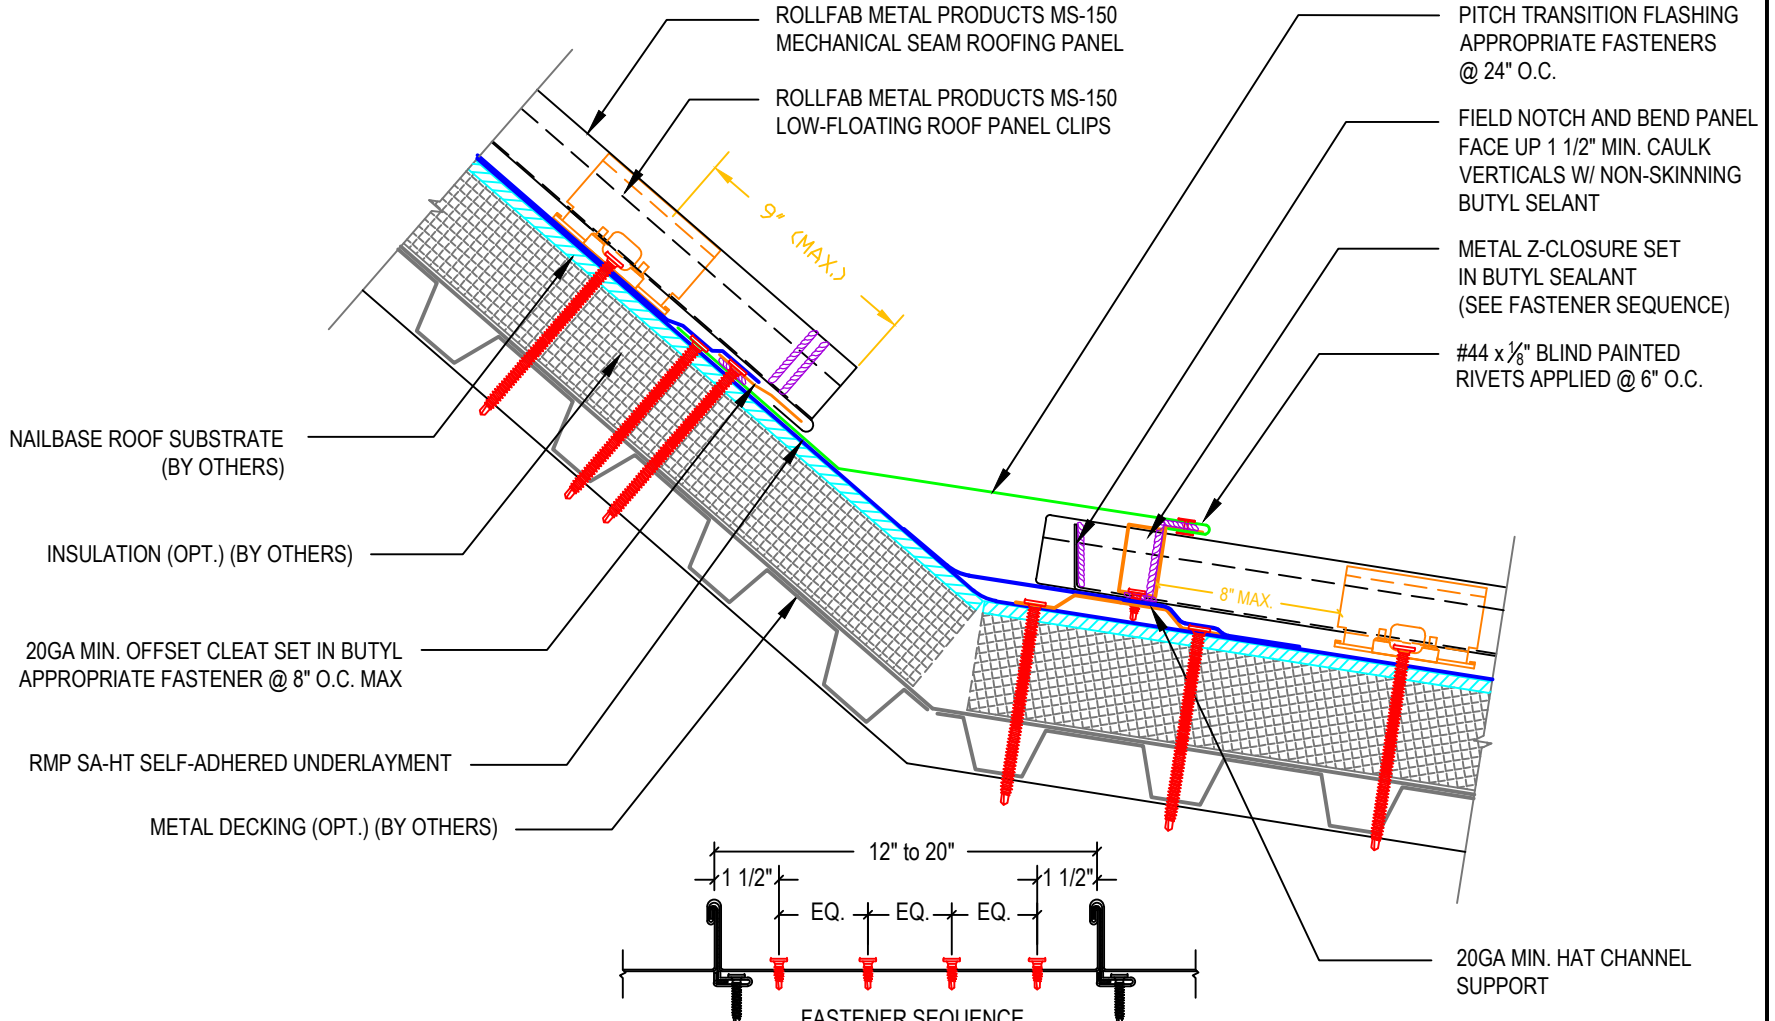 ROLLFAB METAL PRODUCTS MS-150
MECHANICAL SEAM ROOFING PANEL
ROLLFAB METAL PRODUCTS MS-150
LOW-FLOATING ROOF PANEL CLIPS
PITCH TRANSITION FLASHING
APPROPRIATE FASTENERS
@ 24" O.C.
FIELD NOTCH AND BEND PANEL
FACE UP 1 1/2" MIN. CAULK
VERTICALS W/ NON-SKINNING
BUTYL SELANT
METAL Z-CLOSURE SET
IN BUTYL SEALANT
(SEE FASTENER SEQUENCE)
#44 x 1/8" BLIND PAINTED
RIVETS APPLIED @ 6" O.C.
9" (MAX.)
8" MAX.
NAILBASE ROOF SUBSTRATE
(BY OTHERS)
INSULATION (OPT.) (BY OTHERS)
20GA MIN. OFFSET CLEAT SET IN BUTYL
APPROPRIATE FASTENER @ 8" O.C. MAX
RMP SA-HT SELF-ADHERED UNDERLAYMENT
METAL DECKING (OPT.) (BY OTHERS)
12" to 20"
1 1/2"
1 1/2"
EQ.
EQ.
EQ.
20GA MIN. HAT CHANNEL
SUPPORT
FASTENER SEQUENCE